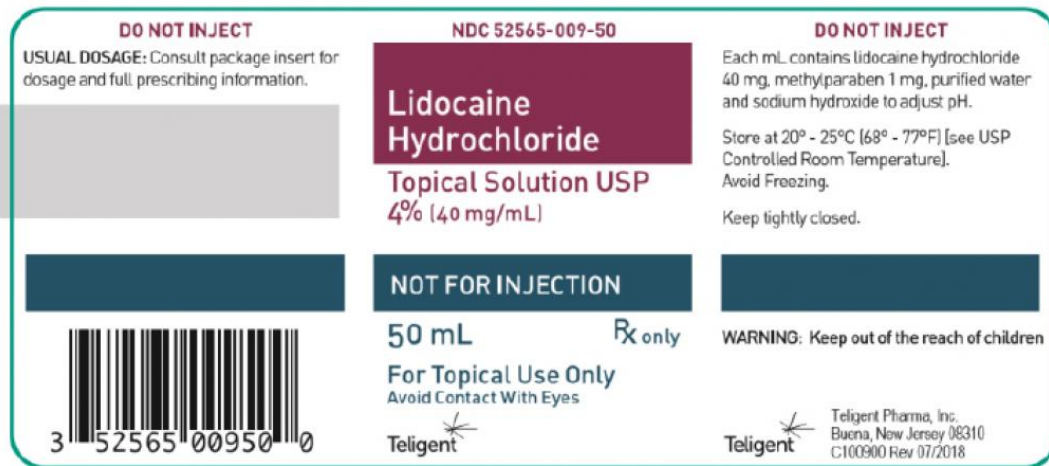 DO NOT INJECT
USUAL DOSAGE: Consult package insert for
dosage and full prescribing information.
3 52565 00950 0
NDC 52565-009-50
Lidocaine
Hydrochloride
Topical Solution USP
4% (40 mg/mL)
NOT FOR INJECTION
50 mL
Rx only
For Topical Use Only
Avoid Contact With Eyes
Teligent
DO NOT INJECT
Each mL contains lidocaine hydrochloride
40 mg, methylparaben 1 mg, purified water
and sodium hydroxide to adjust pH.
Store at 20º - 25ºC (68º - 77ºF) [see USP
Controlled Room Temperature].
Avoid Freezing.
Keep tightly closed.
WARNING: Keep out of the reach of children
Teligent
Teligent Pharma, Inc.
Buena, New Jersey 08310
C100900 Rev 07/2018